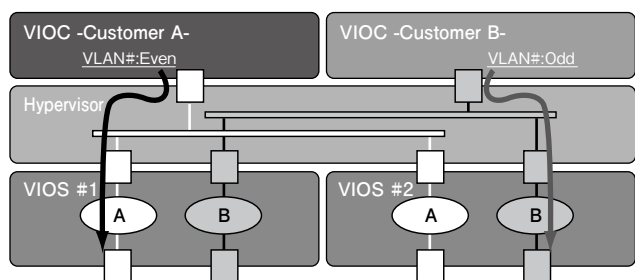 VIOC -Customer A-
VLAN#:Even
VIOC -Customer B-
VLAN#:Odd
Hypervisor
VIOS #1
A
B
VIOS #2
A
B